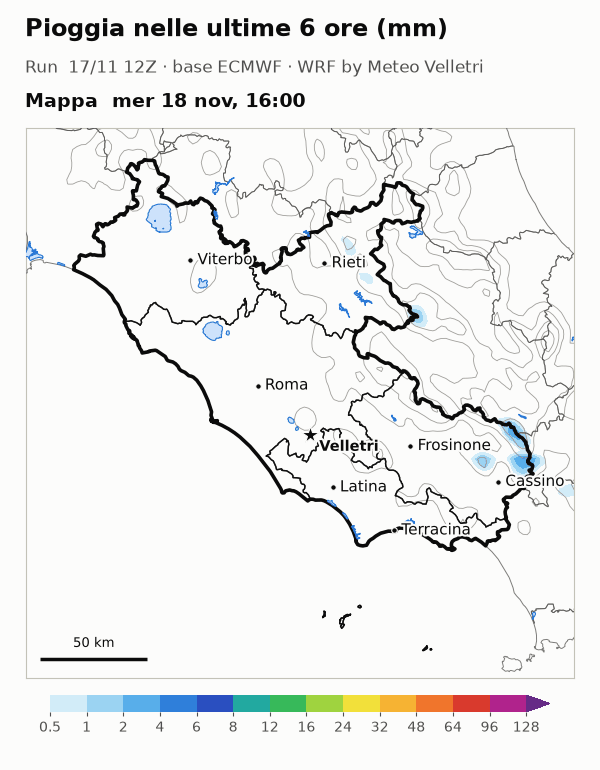 Pioggia nelle ultime 6 ore (mm)
Run  17/11 12Z · base ECMWF · WRF by Meteo Velletri
Mappa  mer 18 nov, 16:00
Viterbo
Rieti
Roma
Velletri
Frosinone
Cassino
Latina
Terracina
50 km
0.5 1 2 4 6 8 12 16 24 32 48 64 96 128